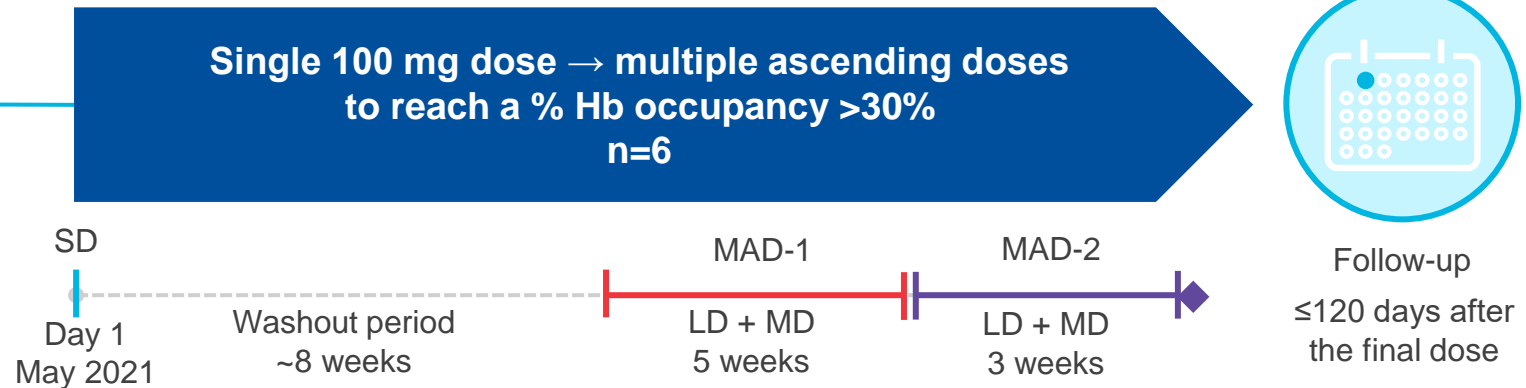 Single 100 mg dose → multiple ascending doses
to reach a % Hb occupancy >30%
n=6
SD
MAD-1
MAD-2
Day 1
May 2021
Washout period
~8 weeks
LD + MD
5 weeks
LD + MD
3 weeks
Follow-up
≤120 days after
the final dose